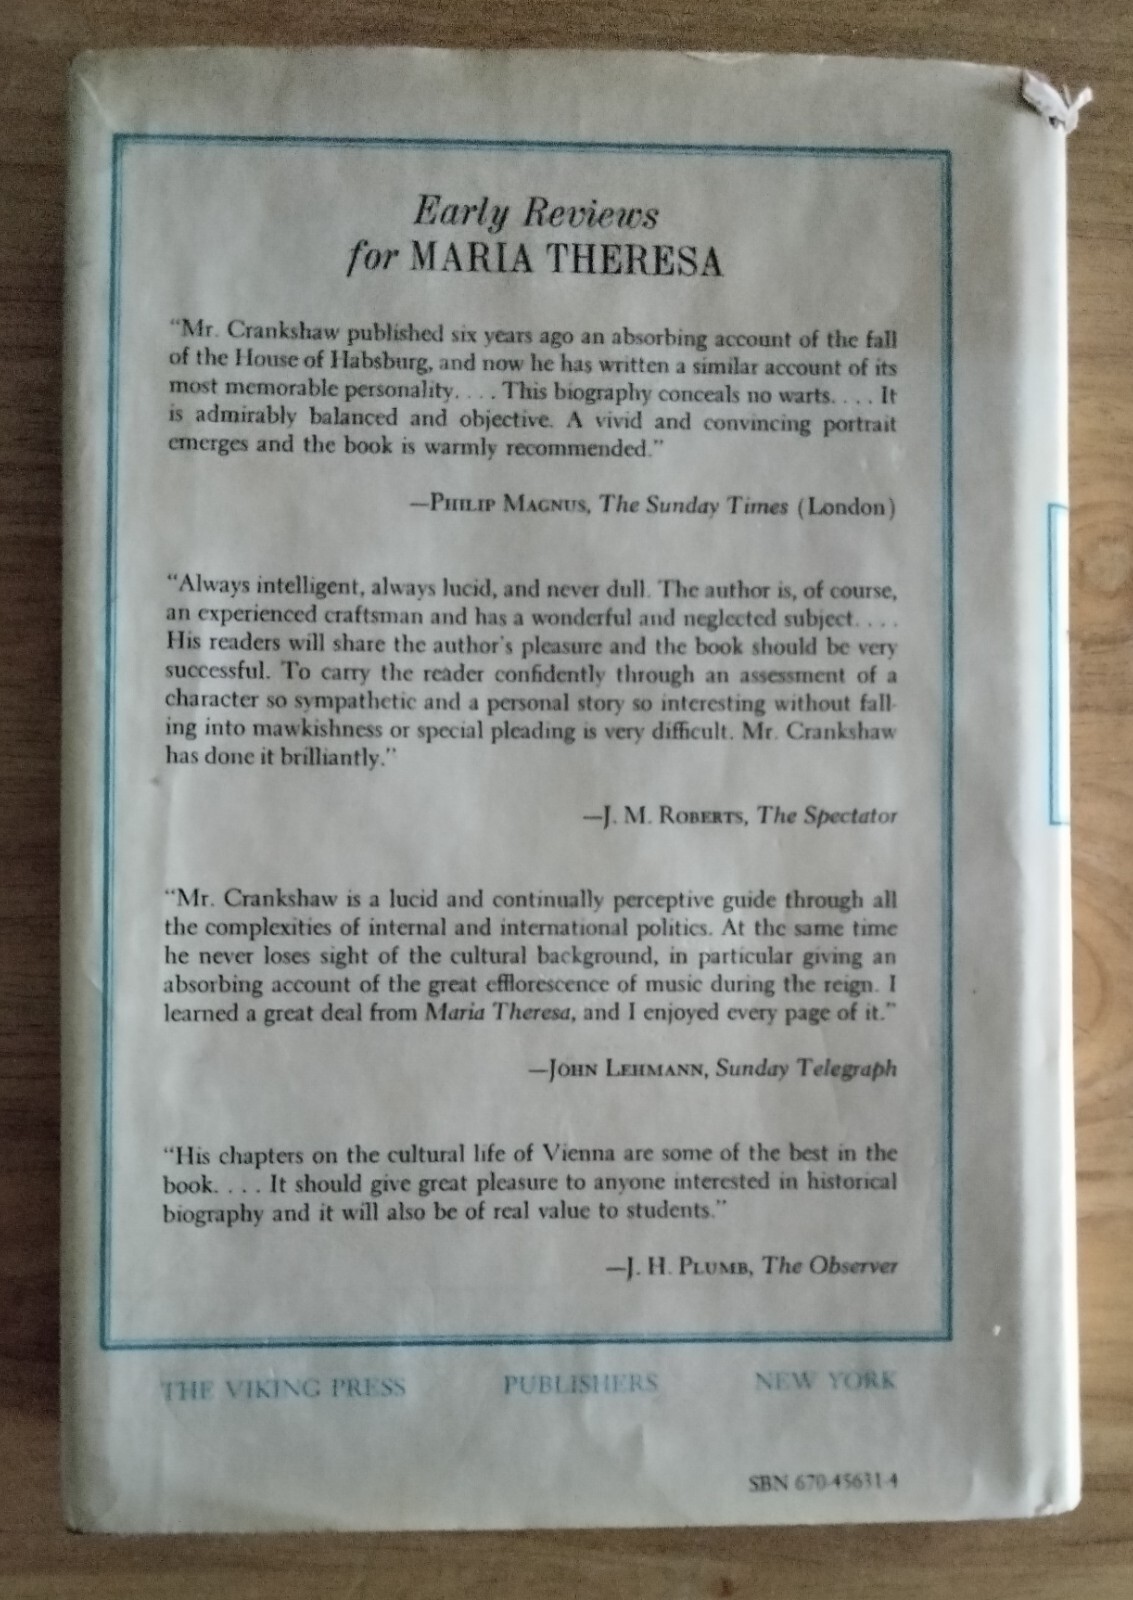 Early Reviews
for MARIA THERESA
"Mr. Crankshaw published six years ago an absorbing account of the fall
of the House of Habsburg, and now he has written a similar account of its
most memorable personality. . . . This biography conceals no warts. . . . It
is admirably balanced and objective. A vivid and convincing portrait
emerges and the book is warmly recommended."
—PHILIP MAGNUS, The Sunday Times (London)
"Always intelligent, always lucid, and never dull. The author is, of course,
an experienced craftsman and has a wonderful and neglected subject. . . .
His readers will share the author's pleasure and the book should be very
successful. To carry the reader confidently through an assessment of a
character so sympathetic and a personal story so interesting without fall-
ing into mawkishness or special pleading is very difficult. Mr. Crankshaw
has done it brilliantly."
—J. M. ROBERTS, The Spectator
"Mr. Crankshaw is a lucid and continually perceptive guide through all
the complexities of internal and international politics. At the same time
he never loses sight of the cultural background, in particular giving an
absorbing account of the great efflorescence of music during the reign. I
learned a great deal from Maria Theresa, and I enjoyed every page of it."
—JOHN LEHMANN, Sunday Telegraph
"His chapters on the cultural life of Vienna are some of the best in the
book. . . . It should give great pleasure to anyone interested in historical
biography and it will also be of real value to students."
—J. H. PLUMB, The Observer
THE VIKING PRESS PUBLISHERS NEW YORK
SBN 670-45631-4